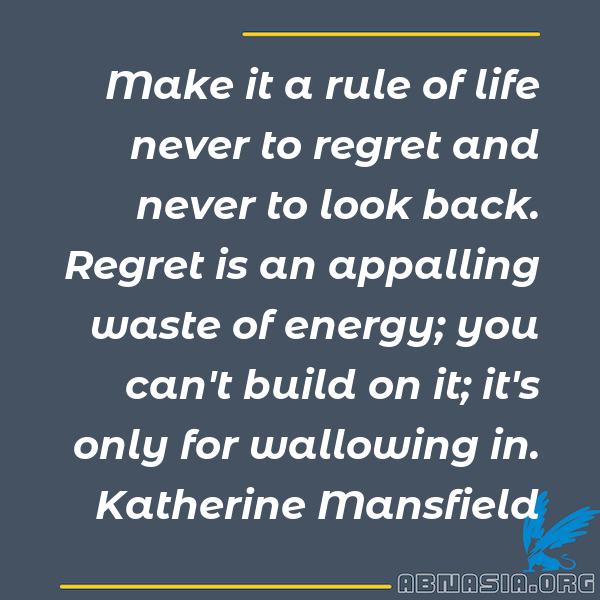 Make it a rule of life
never to regret and
never to look back.
Regret is an appalling
waste of energy; you
can't build on it; it's
only for wallowing in.
Katherine Mansfield
ABNASIA.ORG